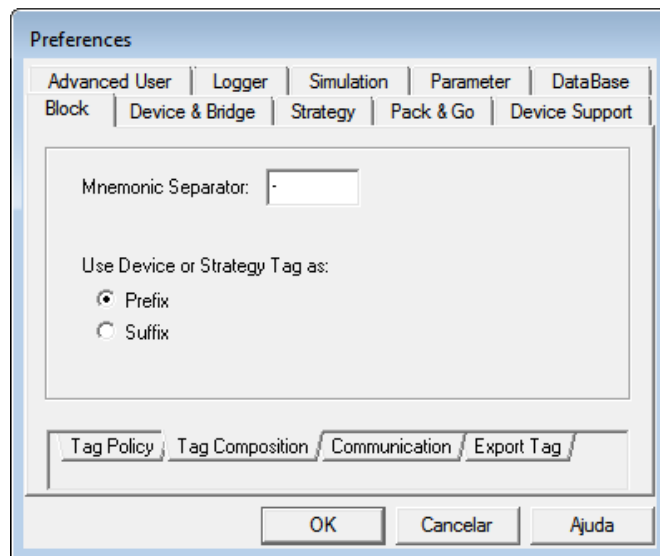 Preferences
Advanced User Logger Simulation Parameter DataBase
Block Device & Bridge Strategy Pack & Go Device Support
Mnemonic Separator: -
Use Device or Strategy Tag as:
Prefix
Suffix
Tag Policy Tag Composition Communication Export Tag
OK Cancelar Ajuda